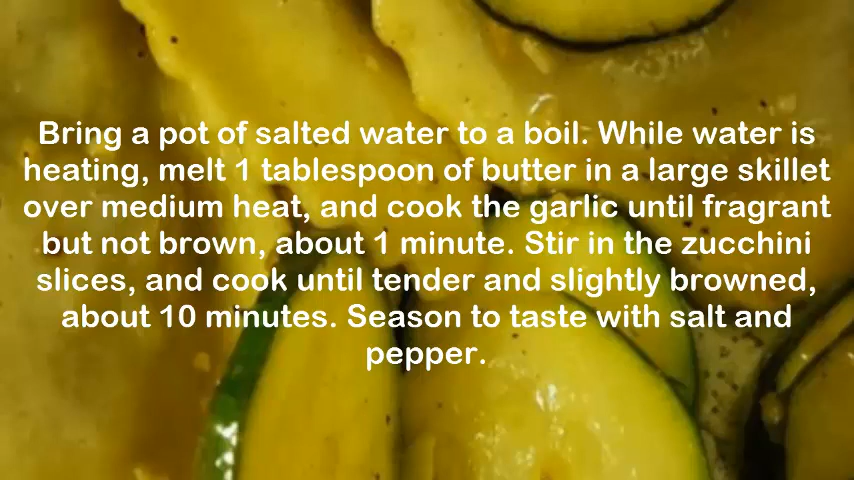 Bring a pot of salted water to a boil. While water is
heating, melt 1 tablespoon of butter in a large skillet
over medium heat, and cook the garlic until fragrant
but not brown, about 1 minute. Stir in the zucchini
slices, and cook until tender and slightly browned,
about 10 minutes. Season to taste with salt and
pepper.